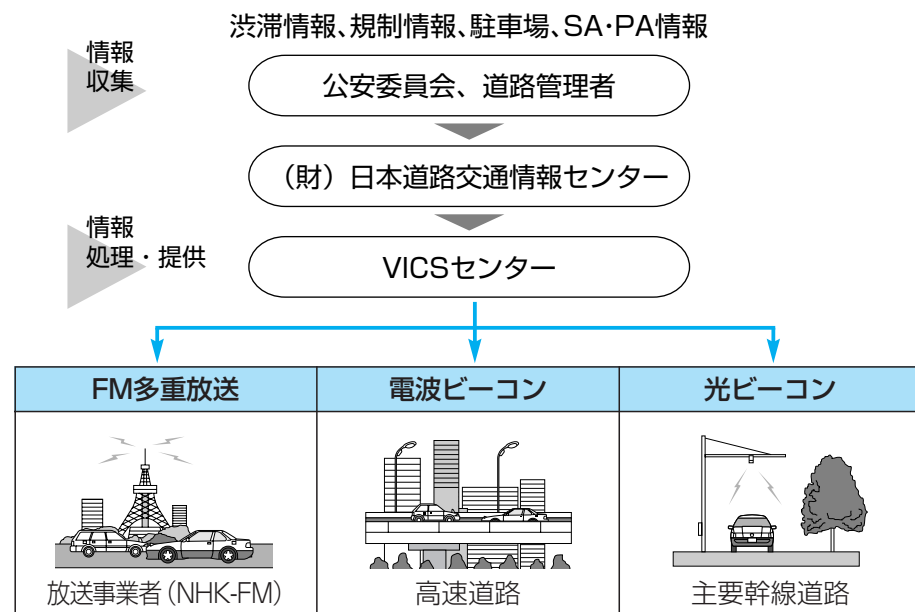 渋滞情報、規制情報、駐車場、SA･PA情報
情報
収集
公安委員会、道路管理者
（財）日本道路交通情報センター
情報
処理・提供
VICSセンター
FM多重放送
電波ビーコン
光ビーコン
放送事業者(NHK-FM)
高速道路
主要幹線道路